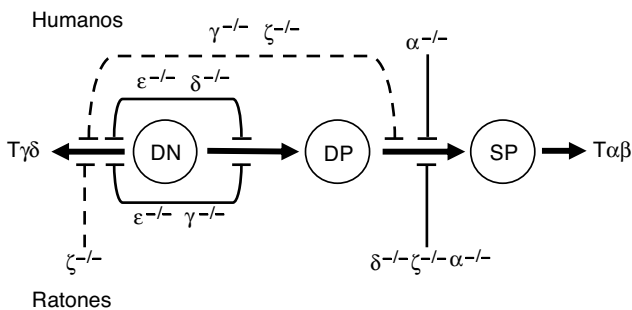 Humanos
γ⁻/⁻ ζ⁻/⁻
α⁻/⁻
ε⁻/⁻ δ⁻/⁻
Tγδ DN DP SP Tαβ
ε⁻/⁻ γ⁻/⁻
ζ⁻/⁻
δ⁻/⁻ζ⁻/⁻α⁻/⁻
Ratones